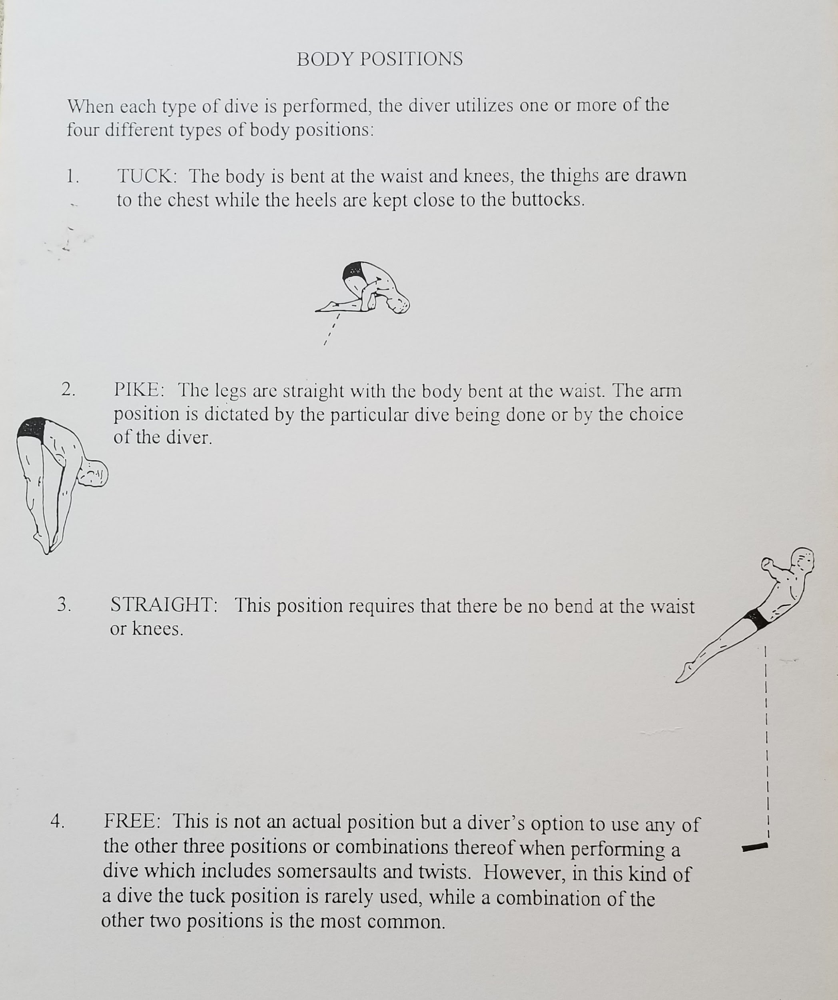 BODY POSITIONS
When each type of dive is performed, the diver utilizes one or more of the
four different types of body positions:
1. TUCK: The body is bent at the waist and knees, the thighs are drawn
to the chest while the heels are kept close to the buttocks.
2. PIKE: The legs are straight with the body bent at the waist. The arm
position is dictated by the particular dive being done or by the choice
of the diver.
3. STRAIGHT: This position requires that there be no bend at the waist
or knees.
4. FREE: This is not an actual position but a diver's option to use any of
the other three positions or combinations thereof when performing a
dive which includes somersaults and twists. However, in this kind of
a dive the tuck position is rarely used, while a combination of the
other two positions is the most common.